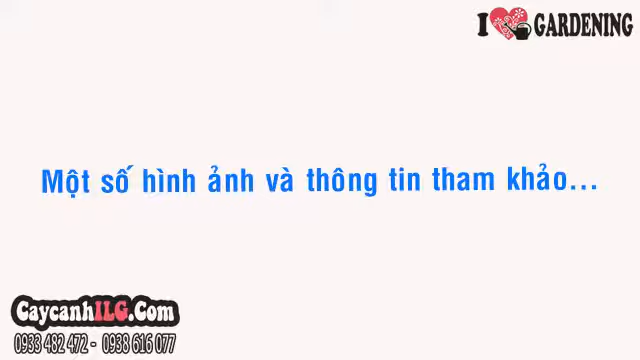 I GARDENING
Một số hình ảnh và thông tin tham khảo...
CaycanhILG.Com
0933 482 472 - 0938 616 077